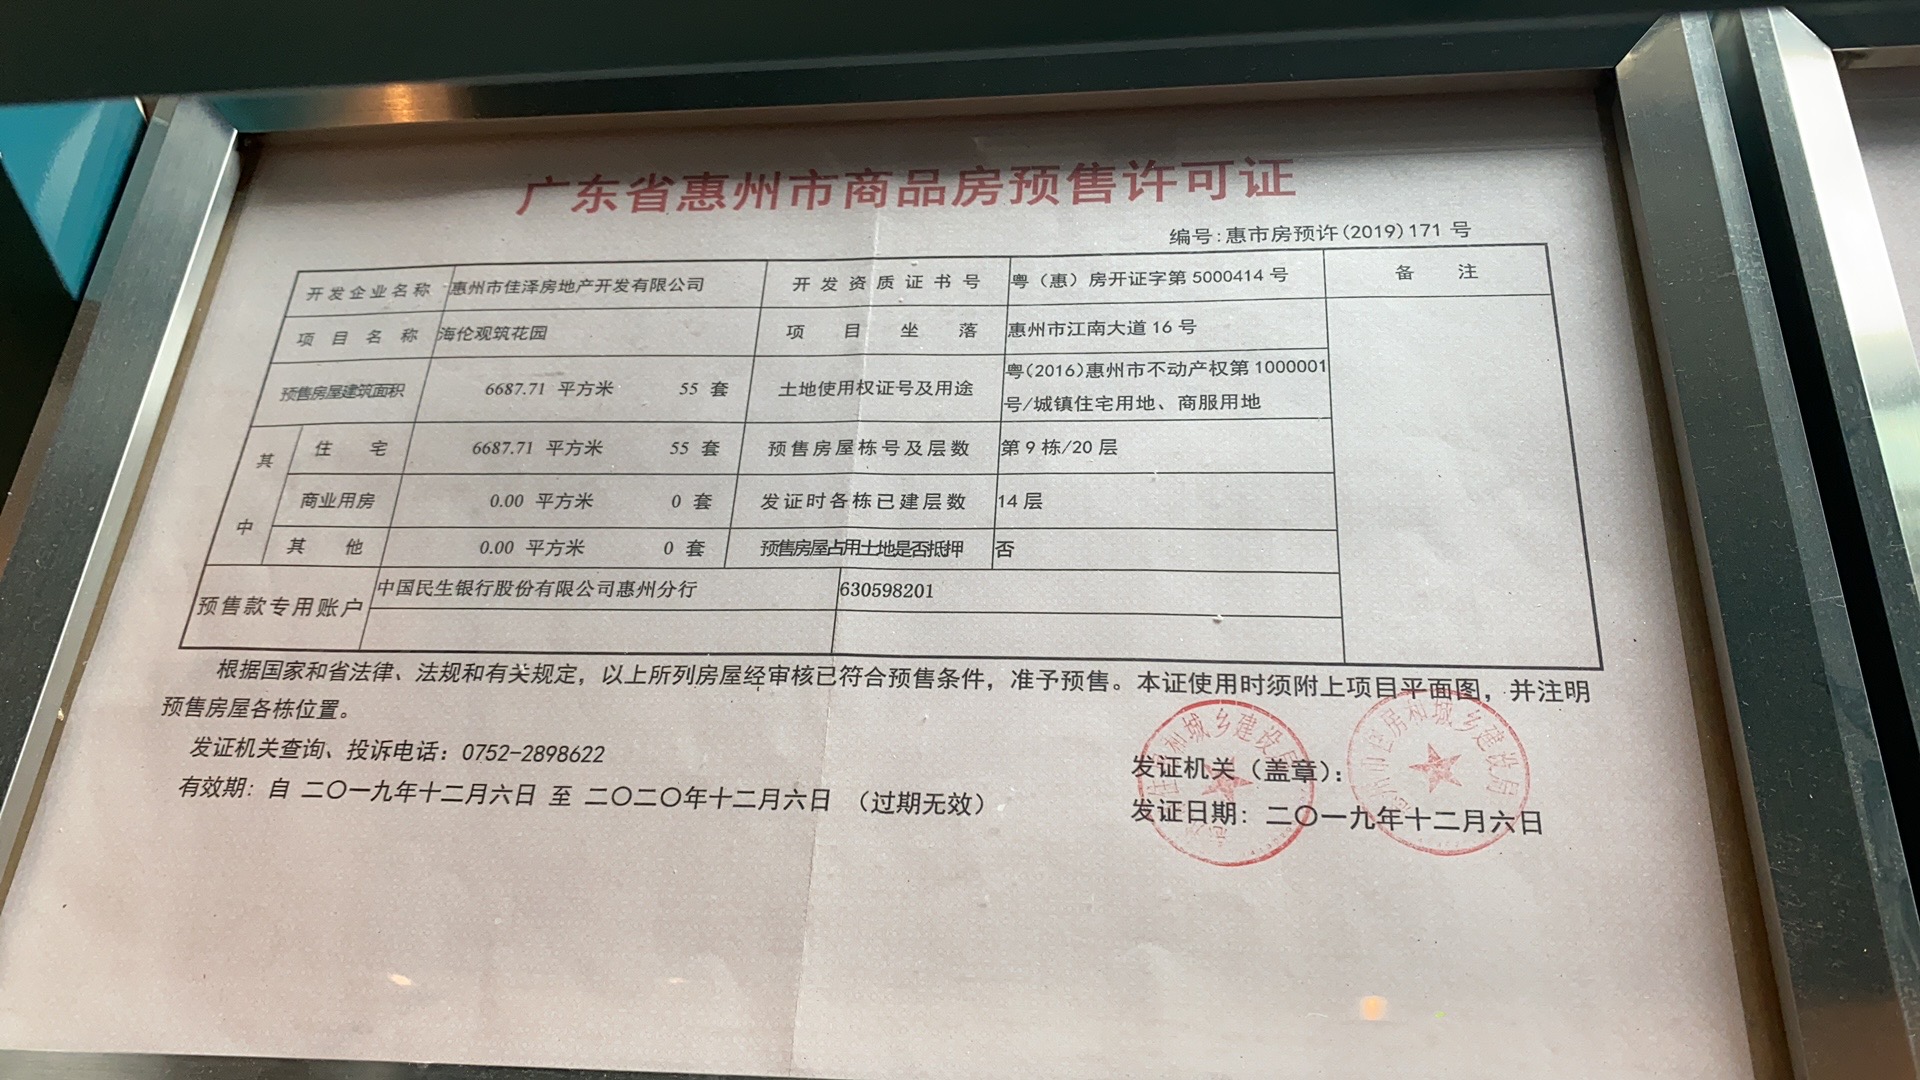 广东省惠州市商品房预售许可证
编号:惠市房预许(2019)171 号
开发企业名称 惠州市佳泽房地产开发有限公司 开发资质证书号 粤（惠）房开证字第 5000414 号 备 注
项目名称 海伦观筑花园 项目坐落 惠州市江南大道 16 号
预售房屋建筑面积 6687.71 平方米 55 套 土地使用权证号及用途 粤(2016)惠州市不动产权第 1000001
号/城镇住宅用地、商服用地
其中 住宅 6687.71 平方米 55 套 预售房屋栋号及层数 第 9 栋/20 层
商业用房 0.00 平方米 0 套 发证时各栋已建层数 14 层
其他 0.00 平方米 0 套 预售房屋占用土地是否抵押 否
预售款专用账户 中国民生银行股份有限公司惠州分行 630598201
根据国家和省法律、法规和有关规定，以上所列房屋经审核已符合预售条件，准予预售。本证使用时须附上项目平面图，并注明
预售房屋各栋位置。
发证机关查询、投诉电话：0752-2898622
有效期：自 二〇一九年十二月六日 至 二〇二〇年十二月六日 （过期无效）
发证机关（盖章）：
发证日期：二〇一九年十二月六日